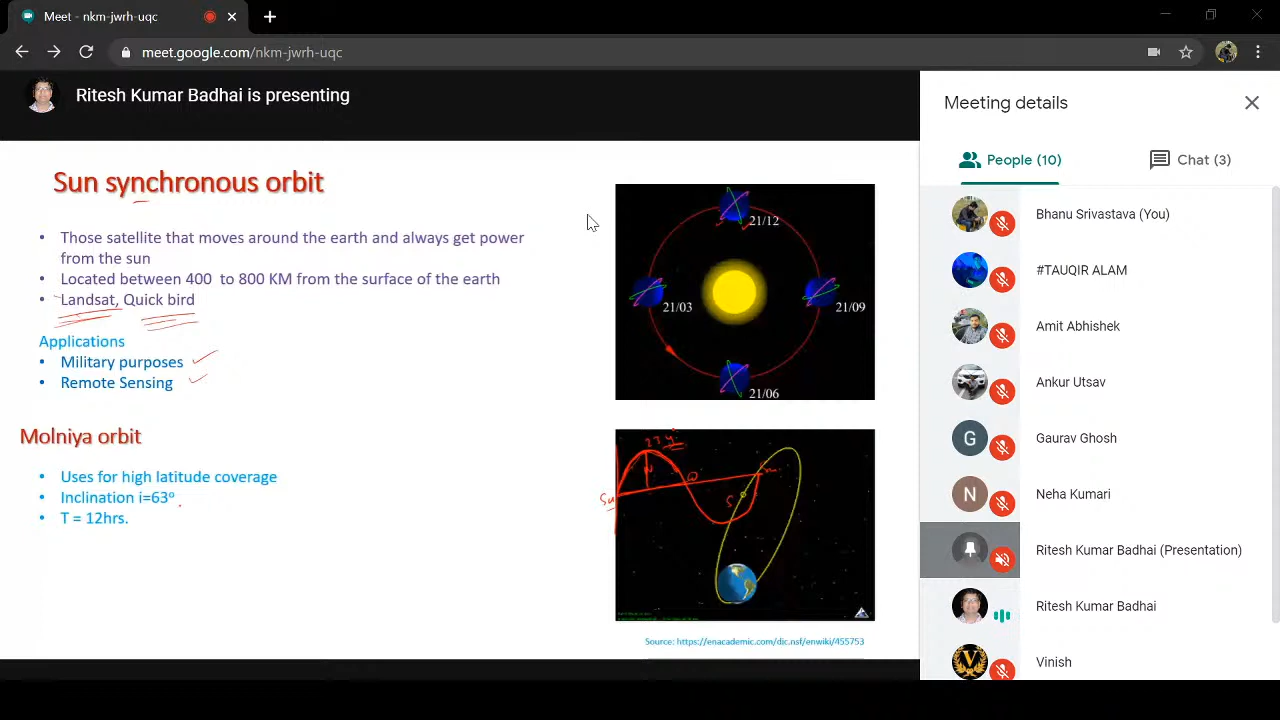 Meet - nkm-jwrh-uqc
meet.google.com/nkm-jwrh-uqc
Ritesh Kumar Badhai is presenting
Sun synchronous orbit
• Those satellite that moves around the earth and always get power
from the sun
• Located between 400 to 800 KM from the surface of the earth
• Landsat, Quick bird
Applications
• Military purposes
• Remote Sensing
Molniya orbit
• Uses for high latitude coverage
• Inclination i=63°
• T = 12hrs.
21/12
21/03
21/09
21/06
Source: https://enacademic.com/dic.nsf/enwiki/455753
Meeting details
People (10)
Chat (3)
Bhanu Srivastava (You)
#TAUQIR ALAM
Amit Abhishek
Ankur Utsav
G
Gaurav Ghosh
N
Neha Kumari
Ritesh Kumar Badhai (Presentation)
Ritesh Kumar Badhai
V
Vinish